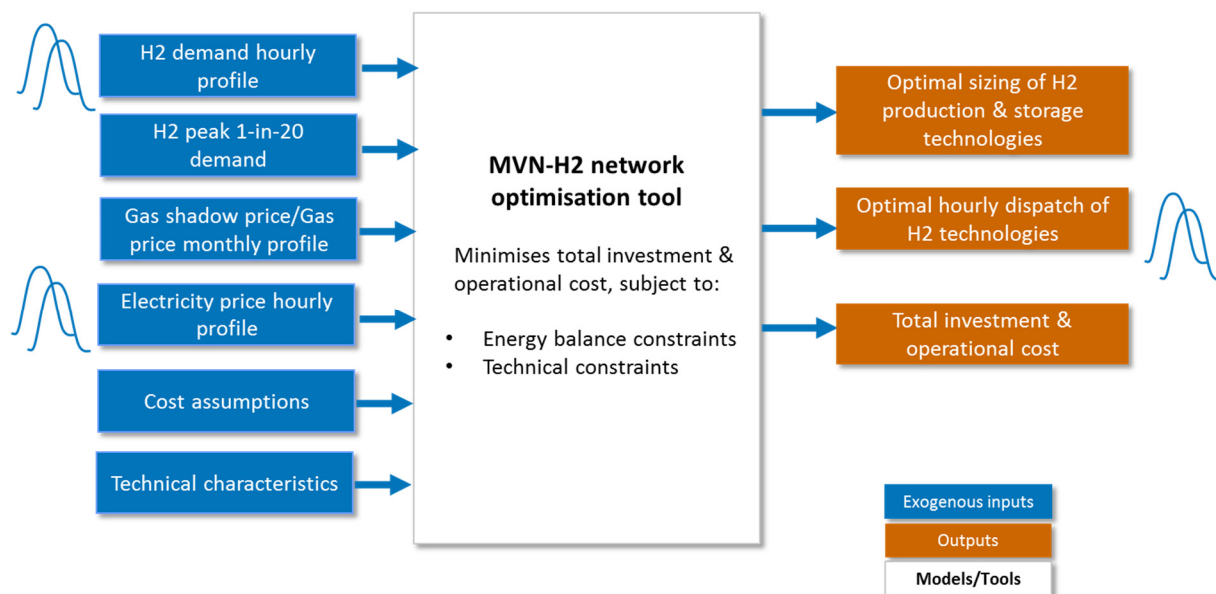 H2 demand hourly
profile
H2 peak 1-in-20
demand
Gas shadow price/Gas
price monthly profile
Electricity price hourly
profile
Cost assumptions
Technical characteristics
MVN-H2 network
optimisation tool
Minimises total investment &
operational cost, subject to:
• Energy balance constraints
• Technical constraints
Optimal sizing of H2
production & storage
technologies
Optimal hourly dispatch of
H2 technologies
Total investment &
operational cost
Exogenous inputs
Outputs
Models/Tools